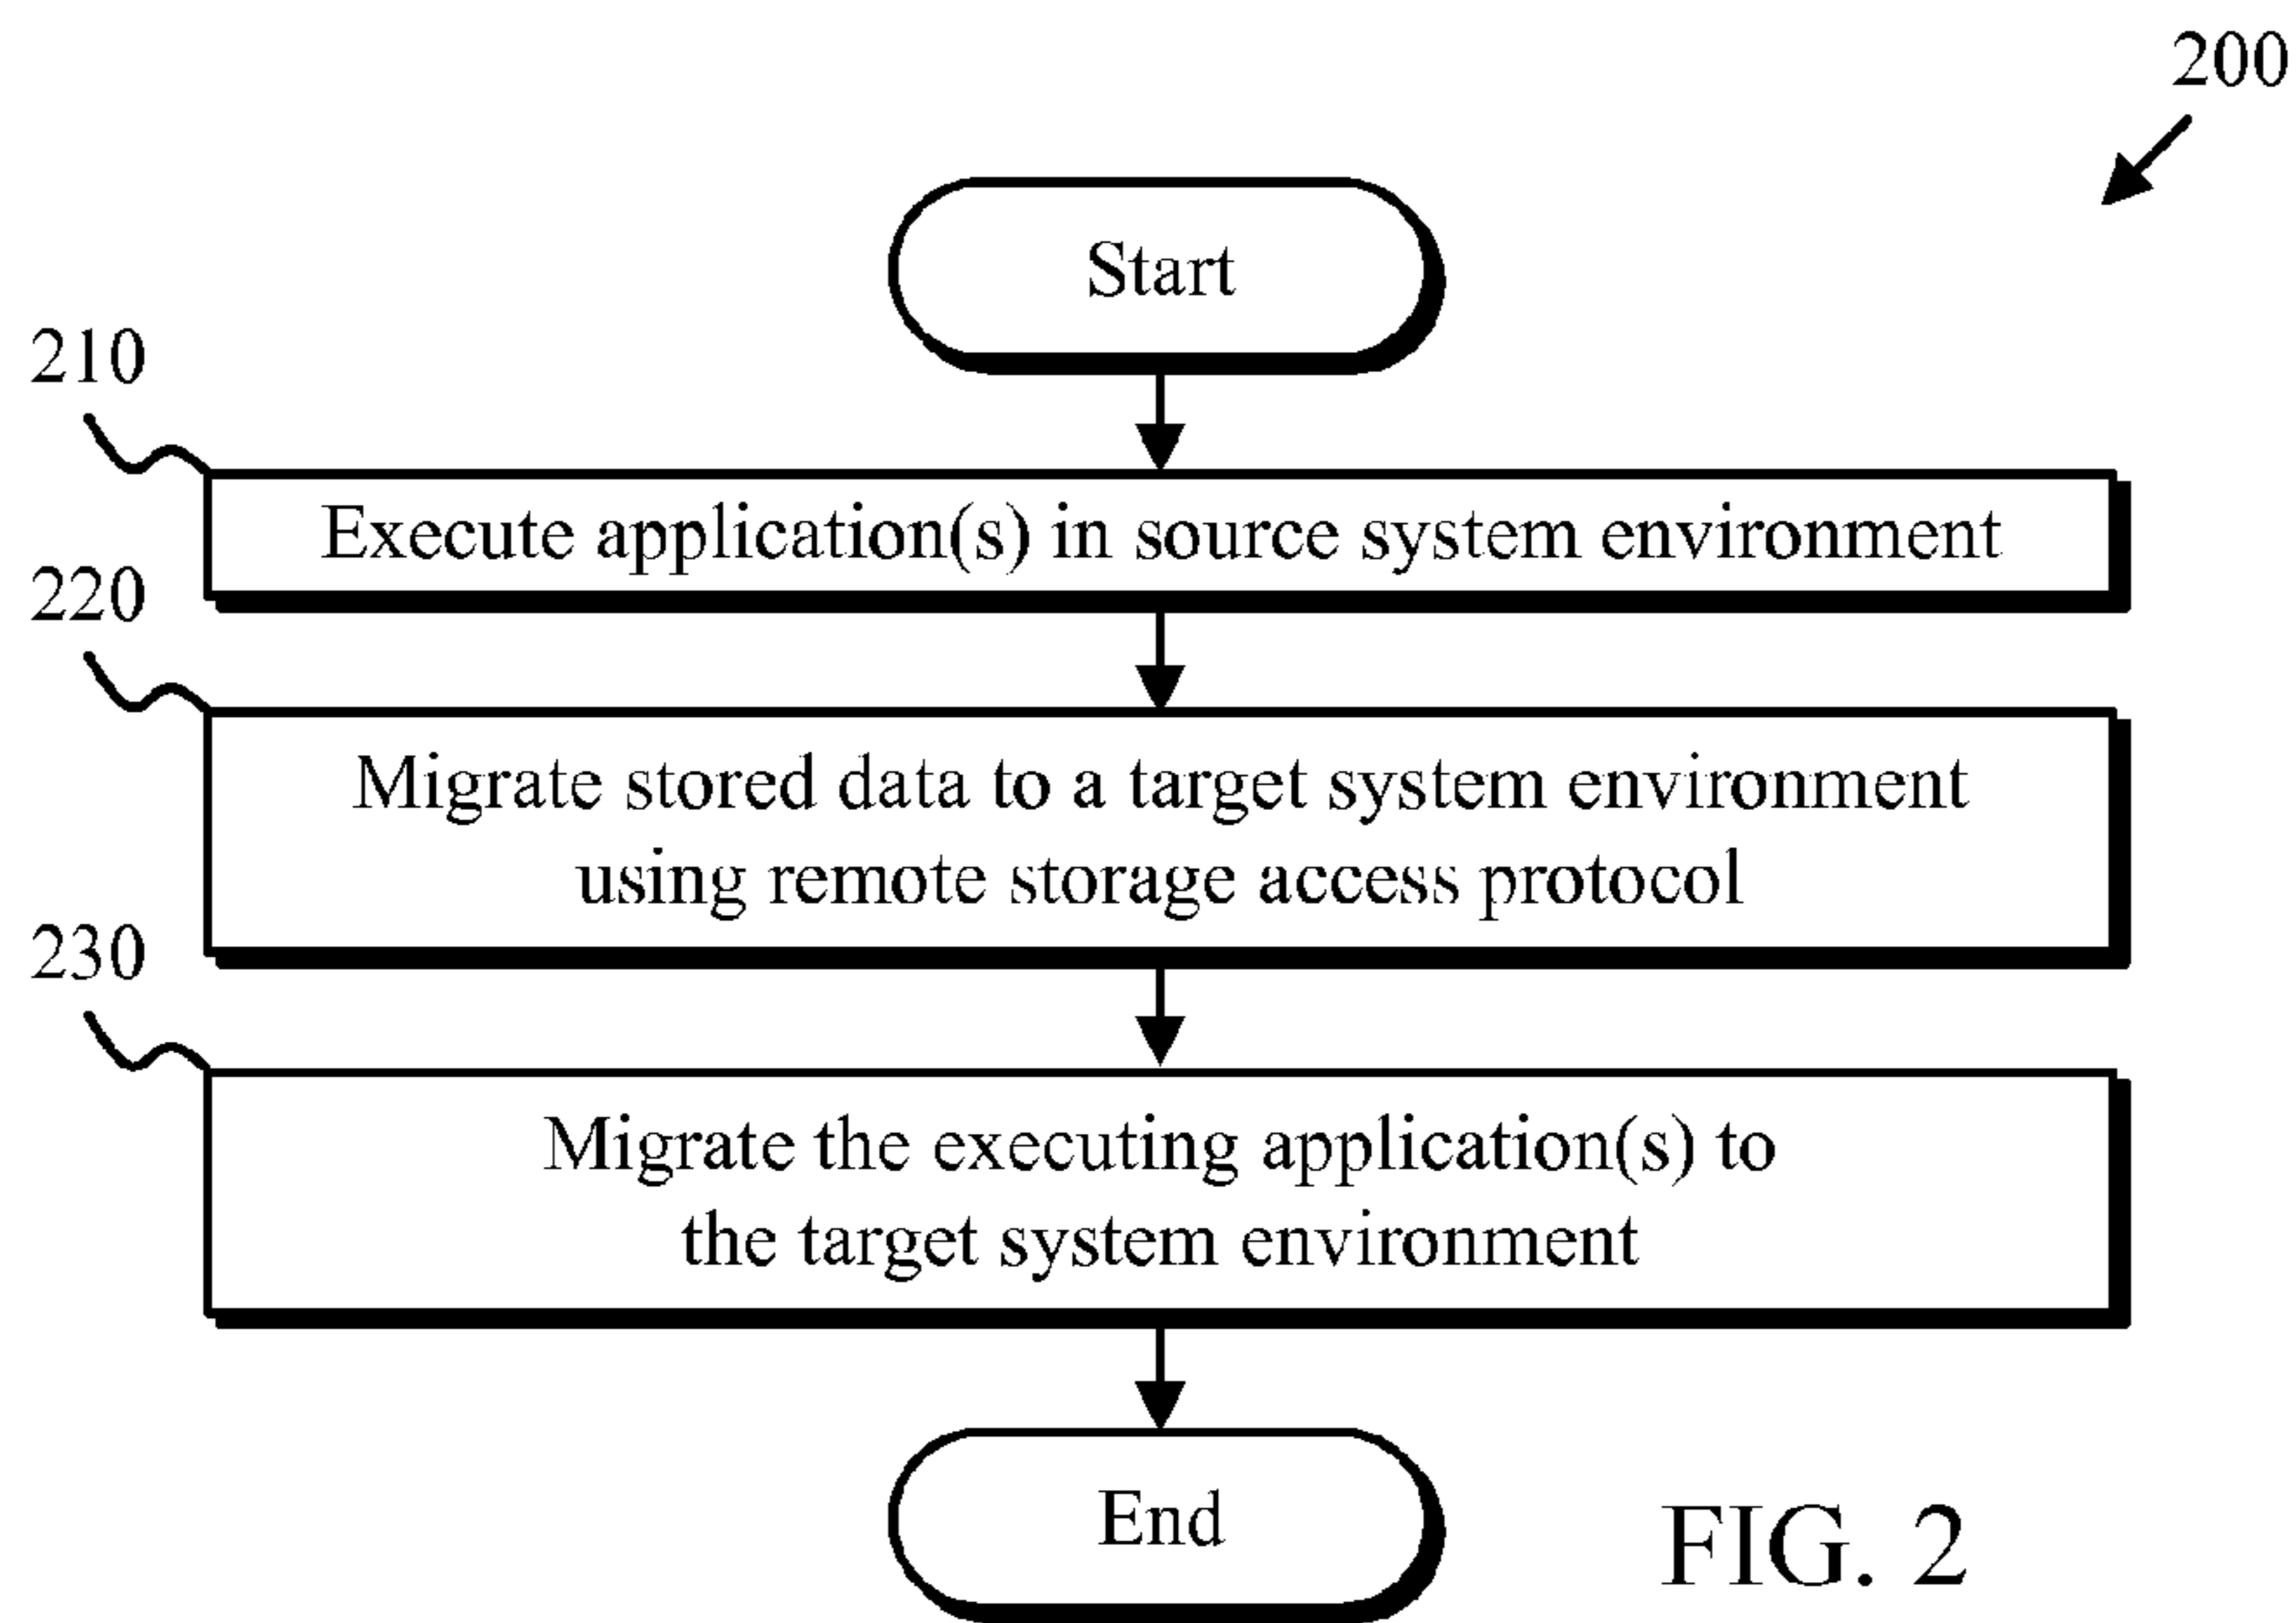 200
Start
210
Execute application(s) in source system environment
220
Migrate stored data to a target system environment
using remote storage access protocol
230
Migrate the executing application(s) to
the target system environment
End
FIG. 2